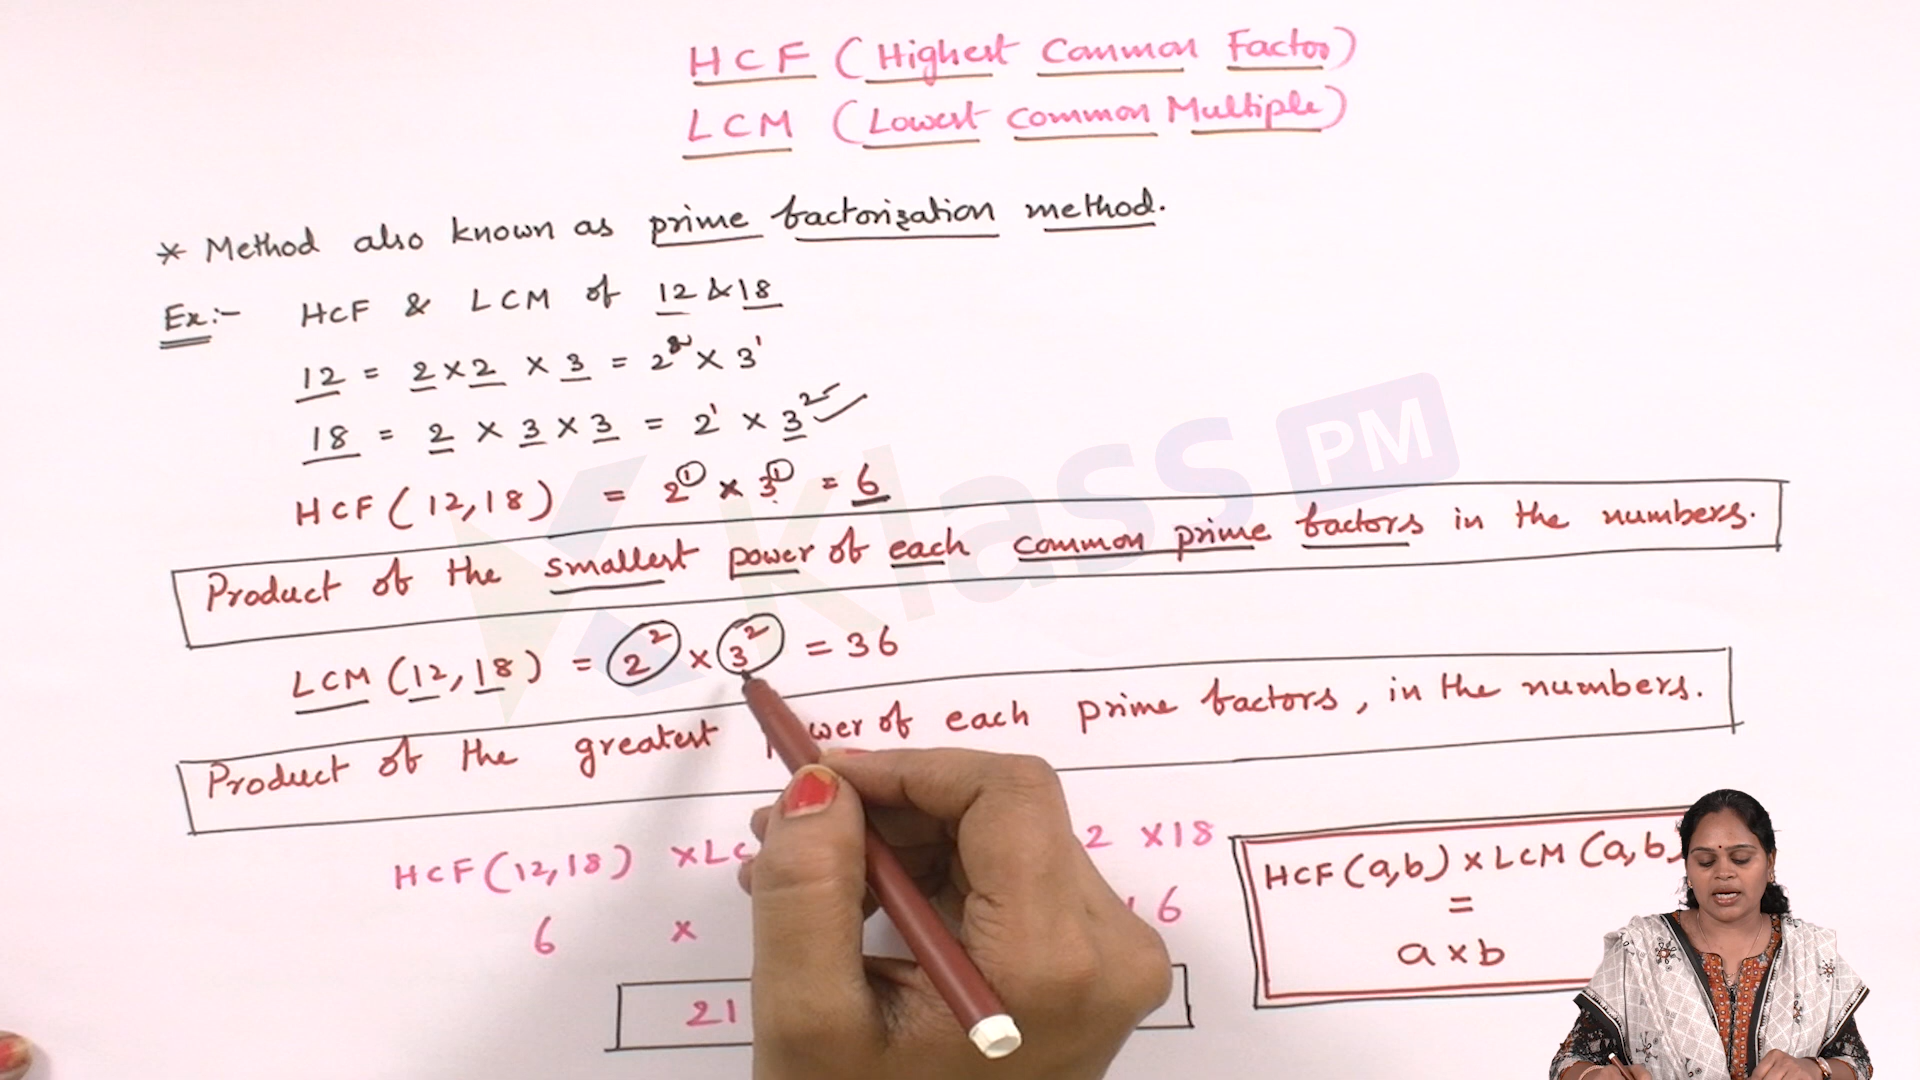 HCF (Highest Common Factor)
LCM (Lowest Common Multiple)
* Method also known as prime factorization method.
Ex:- HCF & LCM of 12 & 18
12 = 2 × 2 × 3 = 2² × 3¹
18 = 2 × 3 × 3 = 2¹ × 3²
HCF (12, 18) = 2¹ × 3¹ = 6
Product of the smallest power of each common prime factors in the numbers.
LCM (12, 18) = 2² × 3² = 36
Product of the greatest power of each prime factors, in the numbers.
HCF (12, 18) × LC 2 × 18
6 × 6
21
HCF (a,b) × LCM (a,b)
=
a × b
Klass PM